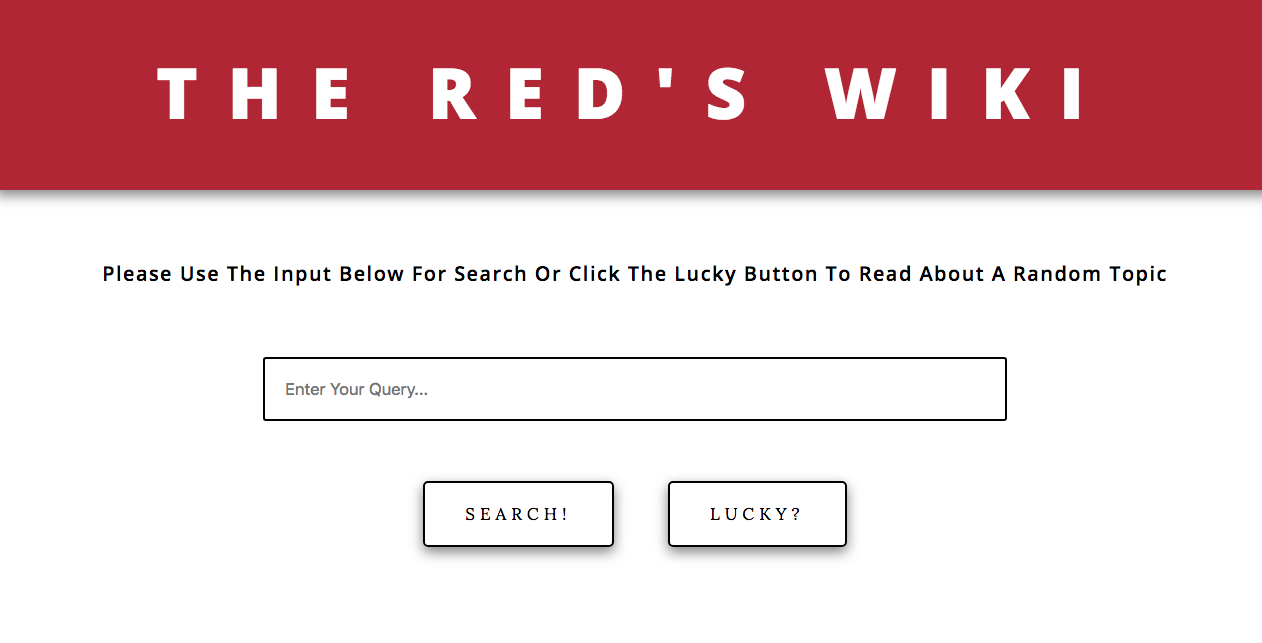 THE RED'S WIKI
Please Use The Input Below For Search Or Click The Lucky Button To Read About A Random Topic
Enter Your Query...
SEARCH!
LUCKY?